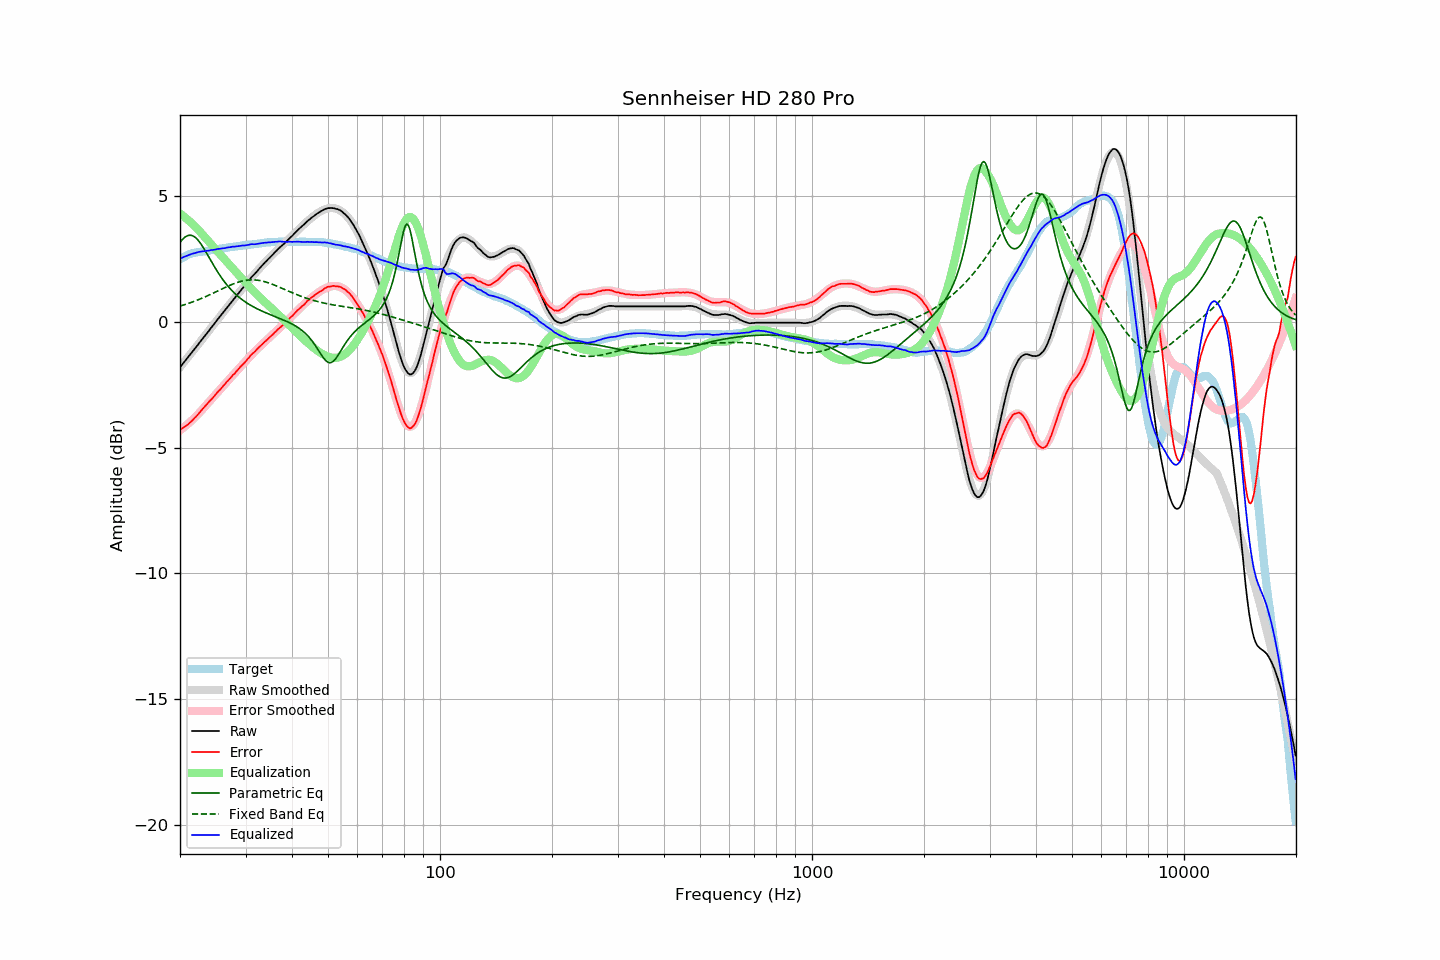 Sennheiser HD 280 Pro
Amplitude (dBr)
5
0
−5
−10
−15
−20
Target
Raw Smoothed
Error Smoothed
Raw
Error
Equalization
Parametric Eq
Fixed Band Eq
Equalized
100 1000 10000
Frequency (Hz)